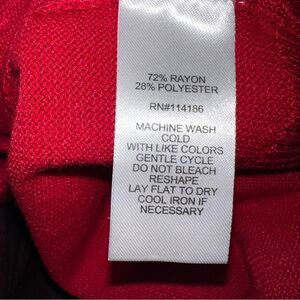 72% RAYON
28% POLYESTER
RN#114186
MACHINE WASH
COLD
WITH LIKE COLORS
GENTLE CYCLE
DO NOT BLEACH
RESHAPE
LAY FLAT TO DRY
COOL IRON IF
NECESSARY